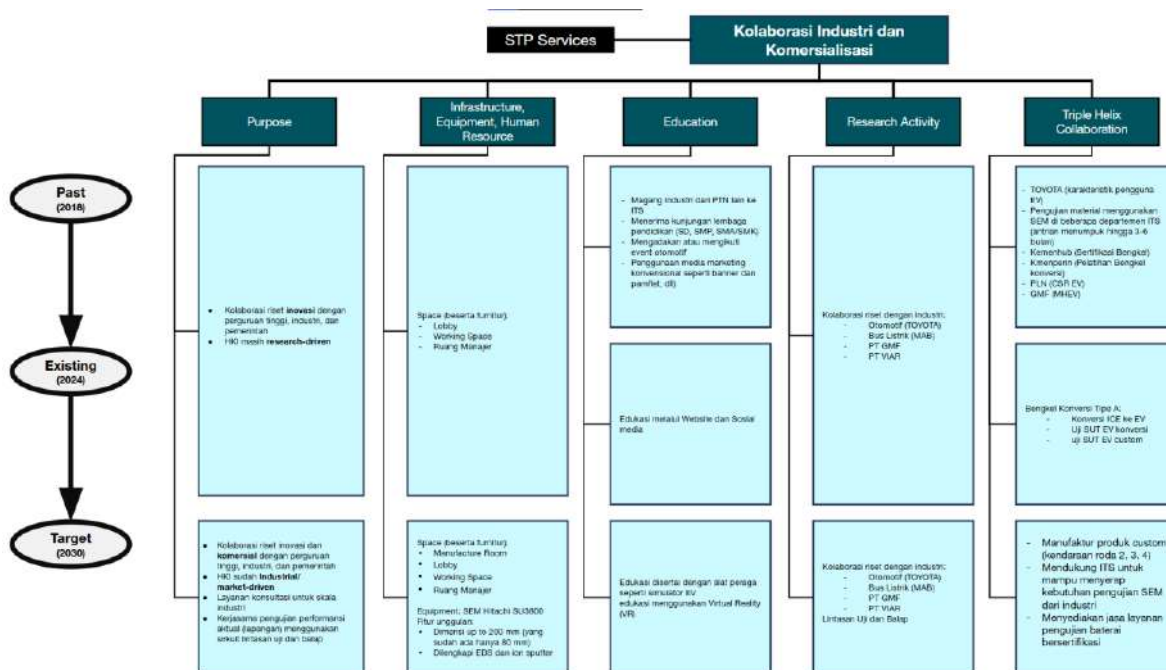 STP Services
Kolaborasi Industri dan
Komersialisasi
Purpose
Infrastructure,
Equipment, Human
Resource
Education
Research Activity
Triple Helix
Collaboration
Past
(2018)
Existing
(2024)
Target
(2030)
Kolaborasi riset inovasi dengan
perguruan tinggi, industri, dan
pemerintah
HKI masih research-driven
Space (beserta furnitur):
- Lobby
- Working Space
- Ruang Manajer
- Magang Industri dari PTN lain ke
ITS
- Menerima kunjungan lembaga
pendidikan (SD, SMP, SMA/SMK)
- Mengadakan atau mengikuti
event otomotif
- Penggunaan media marketing
konvensional seperti banner dan
pamflet, dll)
Edukasi melalui Website dan Sosial
media
Kolaborasi riset dengan industri:
- Otomotif (TOYOTA)
- Bus Listrik (MAB)
- PT GMF
- PT VIAR
- TOYOTA (karakteristik pengguna
EV)
- Pengujian material menggunakan
SEM di beberapa departemen ITS
(antrian menumpuk hingga 3-6
bulan)
- Kemenhub (Sertifikasi Bengkel)
- Kmenperin (Pelatihan Bengkel
konversi)
- PLN (CSR EV)
- GMF (MHEV)
Bengkel Konversi Tipe A:
- Konversi ICE ke EV
- Uji SUT EV konversi
- uji SUT EV custom
Kolaborasi riset inovasi dan
komersial dengan perguruan
tinggi, industri, dan pemerintah
HKI sudah Industrial/
market-driven
Layanan konsultasi untuk skala
industri
Kerjasama pengujian performansi
aktual (lapangan) menggunakan
sirkuit lintasan uji dan balap
Space (beserta furnitur):
• Manufacture Room
• Lobby
• Working Space
• Ruang Manajer
Equipment: SEM Hitachi SU3800
Fitur unggulan:
• Dimensi up to 200 mm (yang
sudah ada hanya 80 mm)
• Dilengkapi EDS dan ion sputter
Edukasi disertai dengan alat peraga
seperti simulator EV
edukasi menggunakan Virtual Reality
(VR)
Kolaborasi riset dengan industri:
- Otomotif (TOYOTA)
- Bus Listrik (MAB)
- PT GMF
- PT VIAR
Lintasan Uji dan Balap
- Manufaktur produk custom
(kendaraan roda 2, 3, 4)
- Mendukung ITS untuk
mampu menyerap
kebutuhan pengujian SEM
dari industri
- Menyediakan jasa layanan
pengujian baterai
bersertifikasi